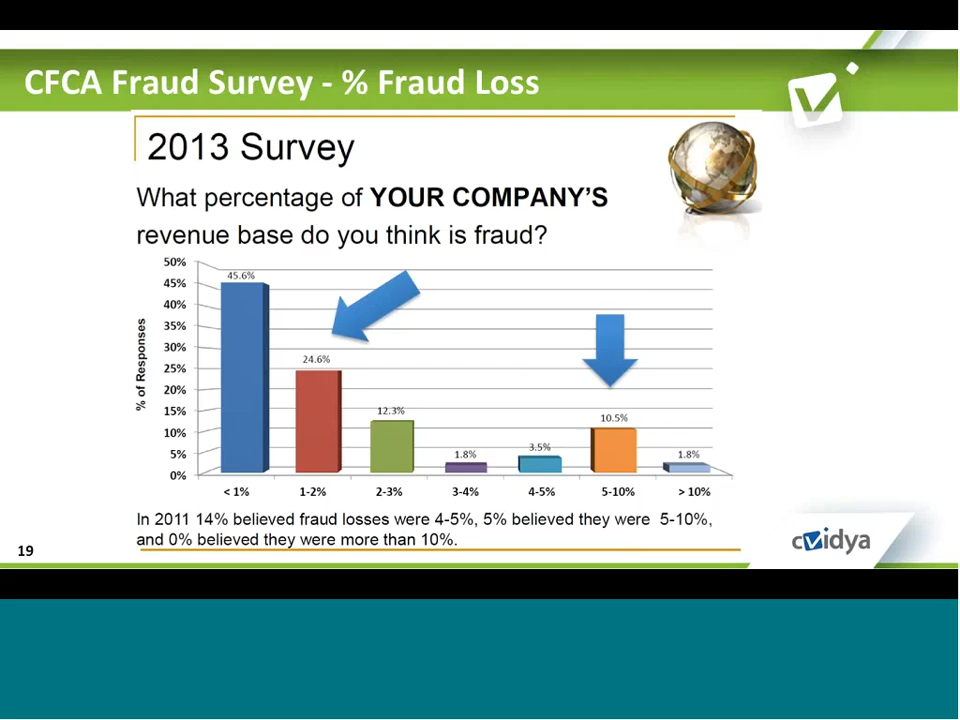 CFCA Fraud Survey - % Fraud Loss
2013 Survey
What percentage of YOUR COMPANY'S
revenue base do you think is fraud?
% of Responses
50%
45%
40%
35%
30%
25%
20%
15%
10%
5%
0%
45.6%
24.6%
12.3%
1.8%
3.5%
10.5%
1.8%
< 1% 1-2% 2-3% 3-4% 4-5% 5-10% > 10%
In 2011 14% believed fraud losses were 4-5%, 5% believed they were 5-10%,
and 0% believed they were more than 10%.
19
cvidya